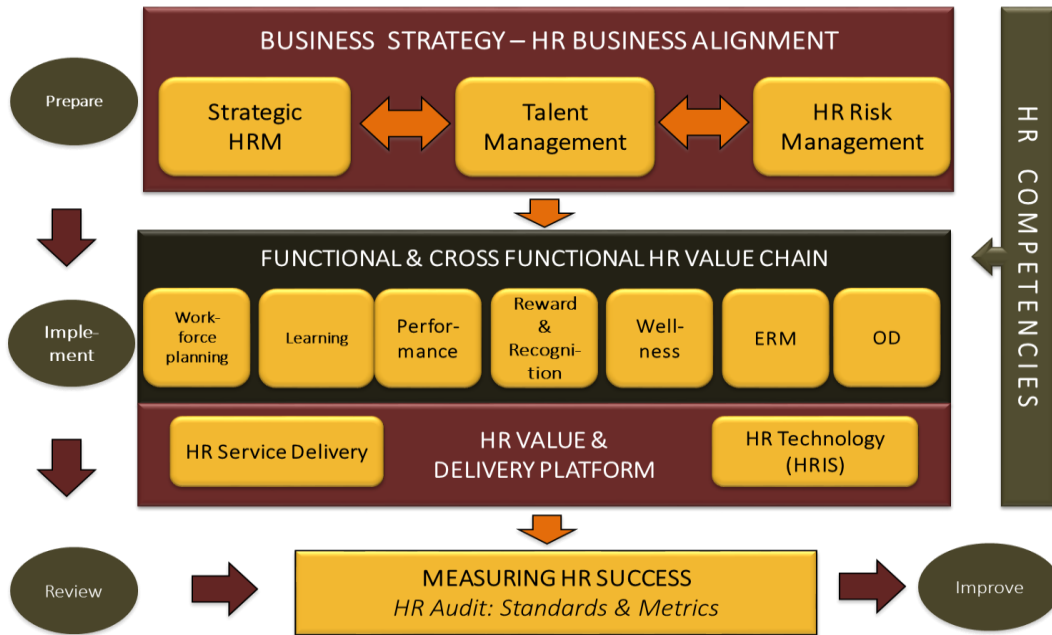 BUSINESS STRATEGY – HR BUSINESS ALIGNMENT
Prepare
Strategic
HRM
Talent
Management
HR Risk
Management
FUNCTIONAL & CROSS FUNCTIONAL HR VALUE CHAIN
Imple-
ment
Work-
force
planning
Learning
Perfor-
mance
Reward
&
Recogni-
tion
Well-
ness
ERM
OD
HR Service Delivery
HR VALUE &
DELIVERY PLATFORM
HR Technology
(HRIS)
Review
MEASURING HR SUCCESS
HR Audit: Standards & Metrics
Improve
HR COMPETENCIES